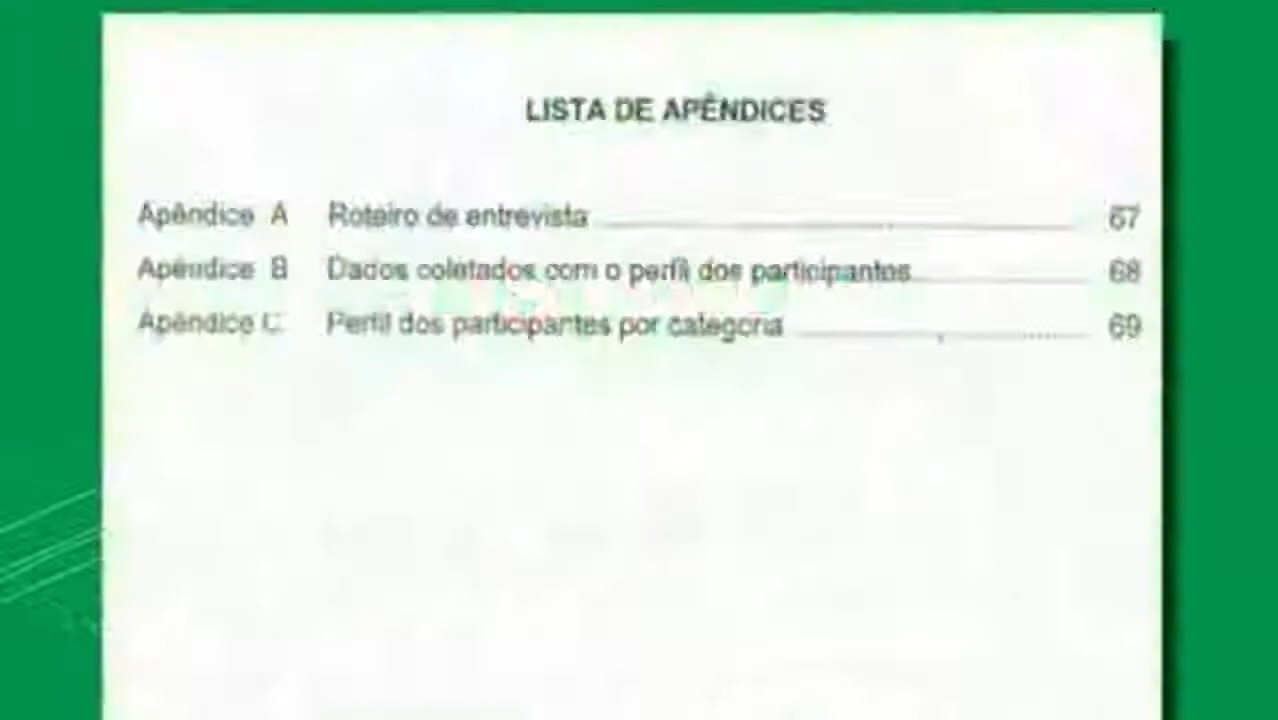 LISTA DE APÊNDICES
Apêndice A Roteiro de entrevista 67
Apêndice B Dados coletados com o perfil dos participantes 68
Apêndice C Perfil dos participantes por categoria 69